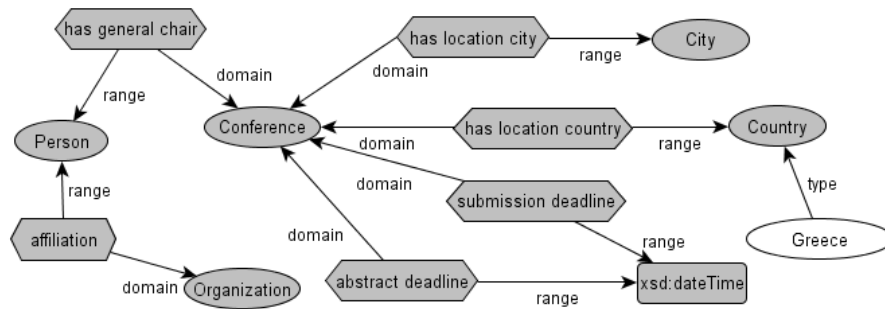 has general chair
has location city
City
domain
domain
range
range
Person
Conference
has location country
Country
domain
range
domain
type
range
submission deadline
affiliation
domain
range
Greece
domain
Organization
abstract deadline
range
xsd:dateTime